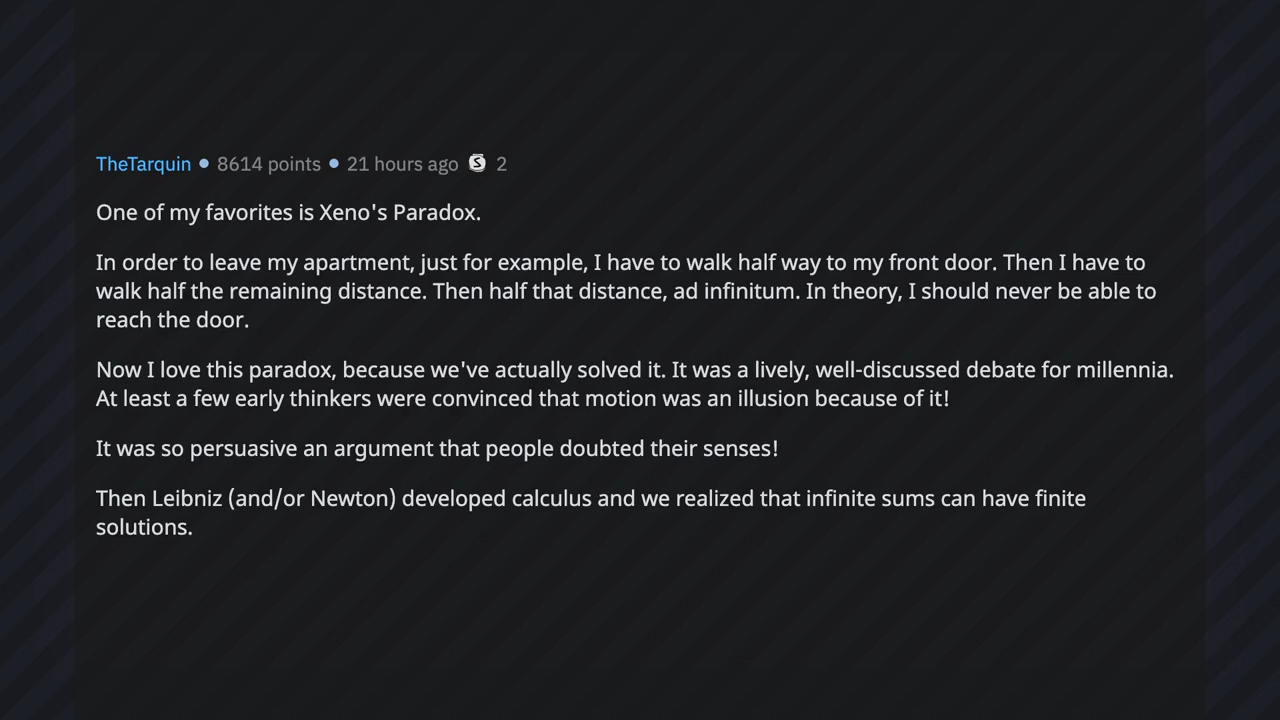 TheTarquin • 8614 points • 21 hours ago S 2
One of my favorites is Xeno's Paradox.
In order to leave my apartment, just for example, I have to walk half way to my front door. Then I have to
walk half the remaining distance. Then half that distance, ad infinitum. In theory, I should never be able to
reach the door.
Now I love this paradox, because we've actually solved it. It was a lively, well-discussed debate for millennia.
At least a few early thinkers were convinced that motion was an illusion because of it!
It was so persuasive an argument that people doubted their senses!
Then Leibniz (and/or Newton) developed calculus and we realized that infinite sums can have finite
solutions.